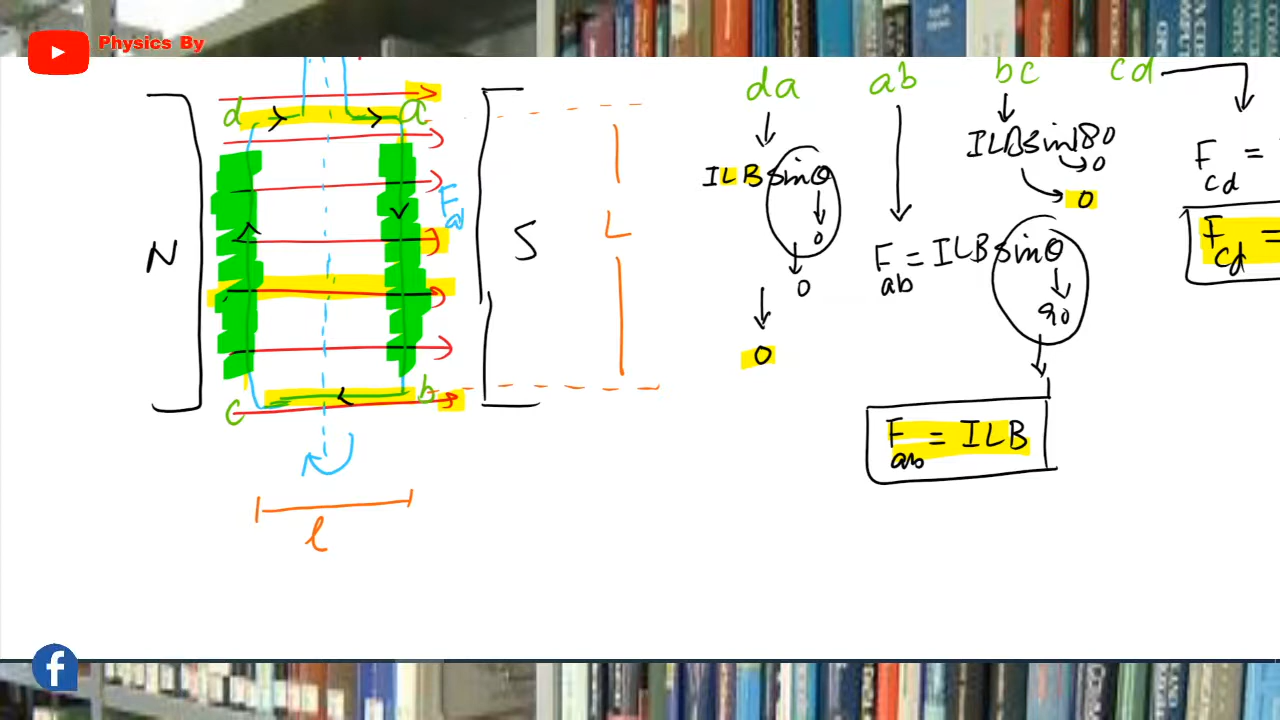 Physics By
d
a
N
S
F
L
c
b
l
da
ab
bc
cd
ILBsinθ
0
0
0
F = ILBsinθ
ab
90
F = ILB
ab
ILBsin180
0
0
F =
cd
F =
cd